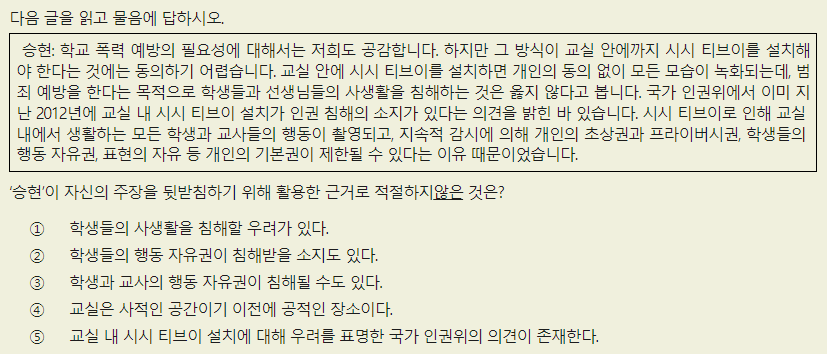 다음 글을 읽고 물음에 답하시오.
승현: 학교 폭력 예방의 필요성에 대해서는 저희도 공감합니다. 하지만 그 방식이 교실 안에까지 시시 티브이를 설치해
야 한다는 것에는 동의하기 어렵습니다. 교실 안에 시시 티브이를 설치하면 개인의 동의 없이 모든 모습이 녹화되는데, 범
죄 예방을 한다는 목적으로 학생들과 선생님들의 사생활을 침해하는 것은 옳지 않다고 봅니다. 국가 인권위에서 이미 지
난 2012년에 교실 내 시시 티브이 설치가 인권 침해의 소지가 있다는 의견을 밝힌 바 있습니다. 시시 티브이로 인해 교실
내에서 생활하는 모든 학생과 교사들의 행동이 촬영되고, 지속적 감시에 의해 개인의 초상권과 프라이버시권, 학생들의
행동 자유권, 표현의 자유 등 개인의 기본권이 제한될 수 있다는 이유 때문이었습니다.
‘승현’이 자신의 주장을 뒷받침하기 위해 활용한 근거로 적절하지않은 것은?
① 학생들의 사생활을 침해할 우려가 있다.
② 학생들의 행동 자유권이 침해받을 소지도 있다.
③ 학생과 교사의 행동 자유권이 침해될 수도 있다.
④ 교실은 사적인 공간이기 이전에 공적인 장소이다.
⑤ 교실 내 시시 티브이 설치에 대해 우려를 표명한 국가 인권위의 의견이 존재한다.